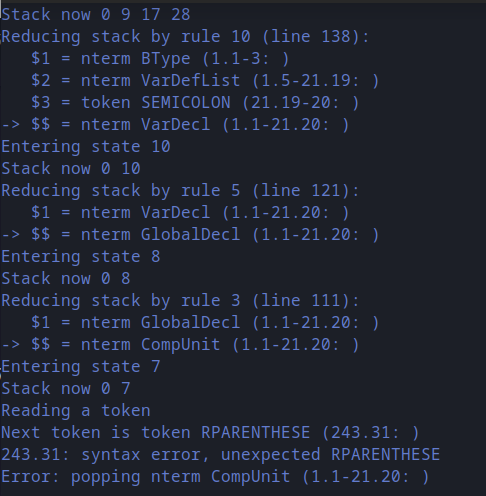 Stack now 0 9 17 28
Reducing stack by rule 10 (line 138):
   $1 = nterm BType (1.1-3: )
   $2 = nterm VarDefList (1.5-21.19: )
   $3 = token SEMICOLON (21.19-20: )
-> $$ = nterm VarDecl (1.1-21.20: )
Entering state 10
Stack now 0 10
Reducing stack by rule 5 (line 121):
   $1 = nterm VarDecl (1.1-21.20: )
-> $$ = nterm GlobalDecl (1.1-21.20: )
Entering state 8
Stack now 0 8
Reducing stack by rule 3 (line 111):
   $1 = nterm GlobalDecl (1.1-21.20: )
-> $$ = nterm CompUnit (1.1-21.20: )
Entering state 7
Stack now 0 7
Reading a token
Next token is token RPARENTHESE (243.31: )
243.31: syntax error, unexpected RPARENTHESE
Error: popping nterm CompUnit (1.1-21.20: )